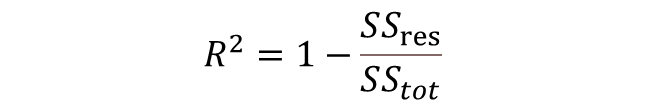 R² = 1 − SS_res / SS_tot